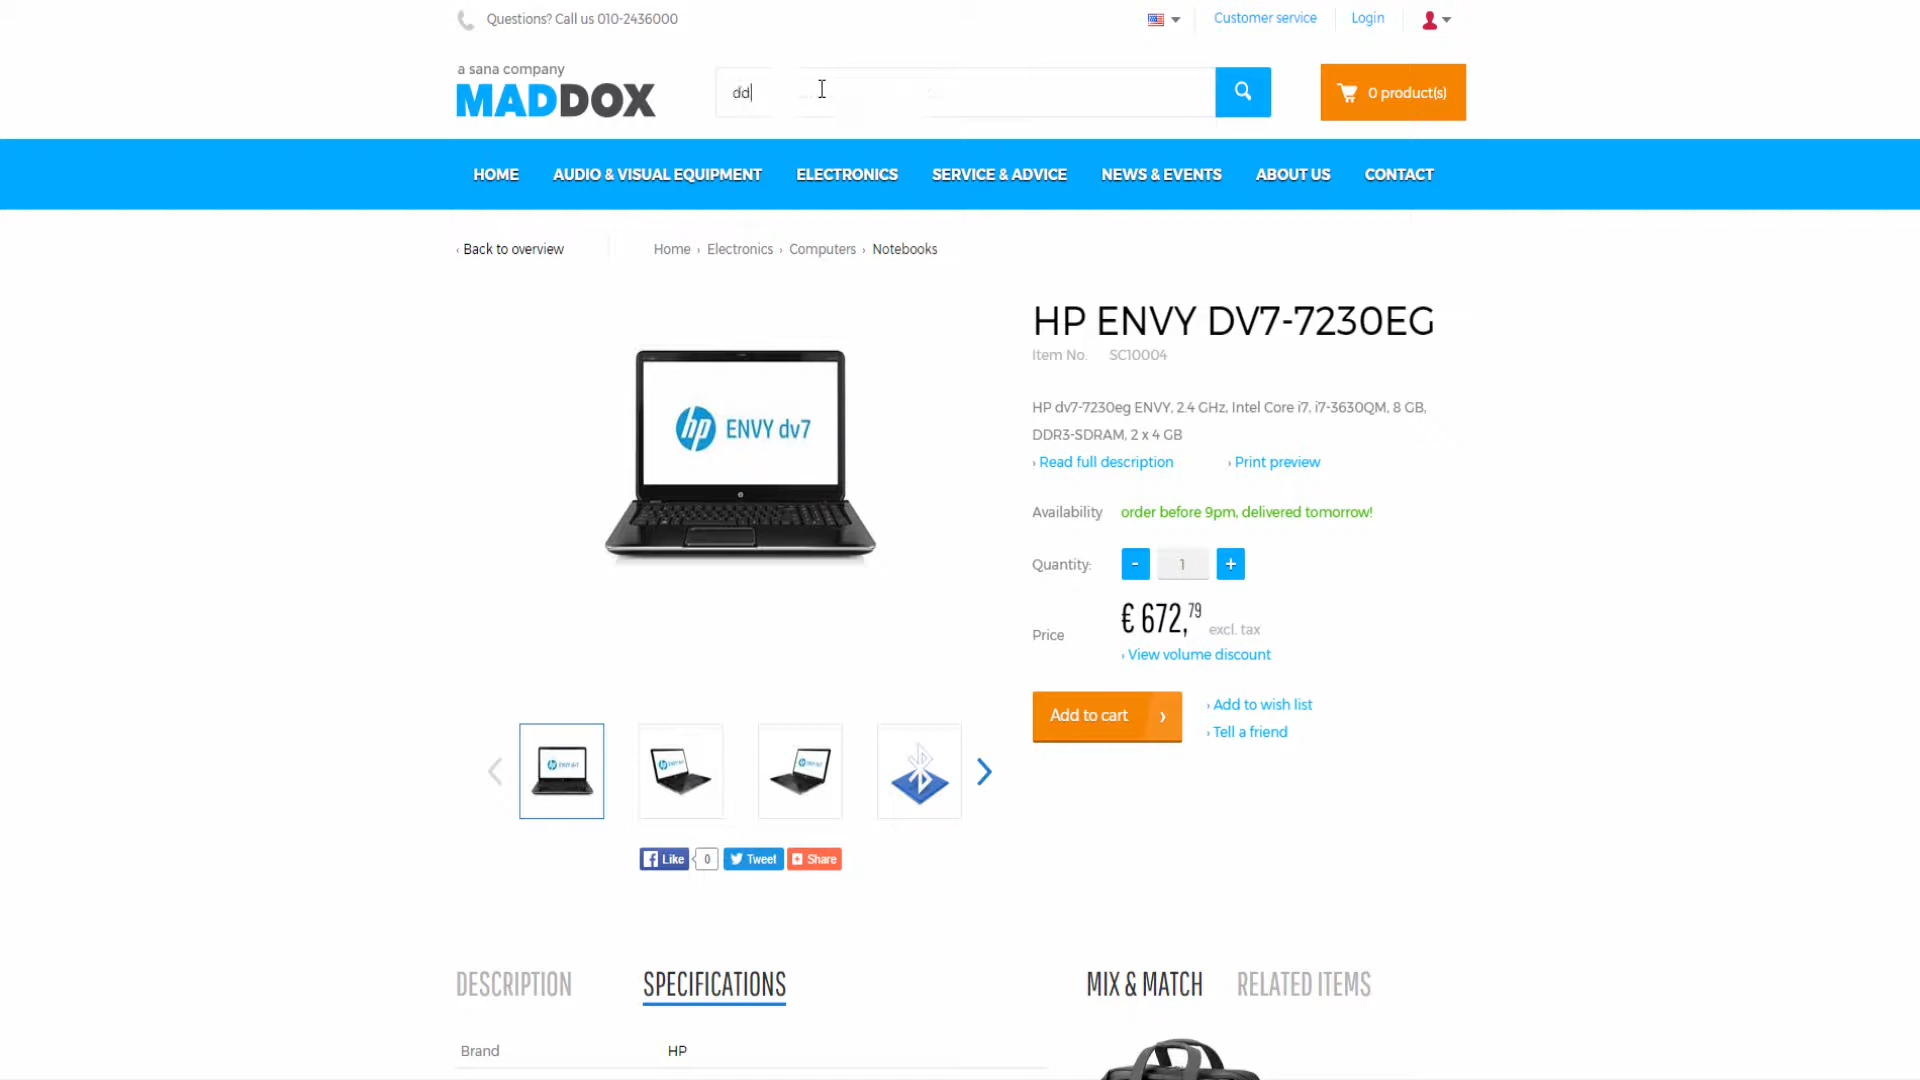 Questions? Call us 010-2436000
Customer service
Login
a sana company
MADDOX
dd
0 product(s)
HOME AUDIO & VISUAL EQUIPMENT ELECTRONICS SERVICE & ADVICE NEWS & EVENTS ABOUT US CONTACT
‹ Back to overview
Home › Electronics › Computers › Notebooks
HP ENVY DV7-7230EG
Item No. SC10004
HP dv7-7230eg ENVY, 2.4 GHz, Intel Core i7, i7-3630QM, 8 GB,
DDR3-SDRAM, 2 x 4 GB
› Read full description › Print preview
hp ENVY dv7
Availability order before 9pm, delivered tomorrow!
Quantity: - 1 +
Price € 672,79 excl. tax
› View volume discount
Add to cart ›
› Add to wish list
› Tell a friend
Like 0 Tweet Share
DESCRIPTION SPECIFICATIONS
MIX & MATCH RELATED ITEMS
Brand HP